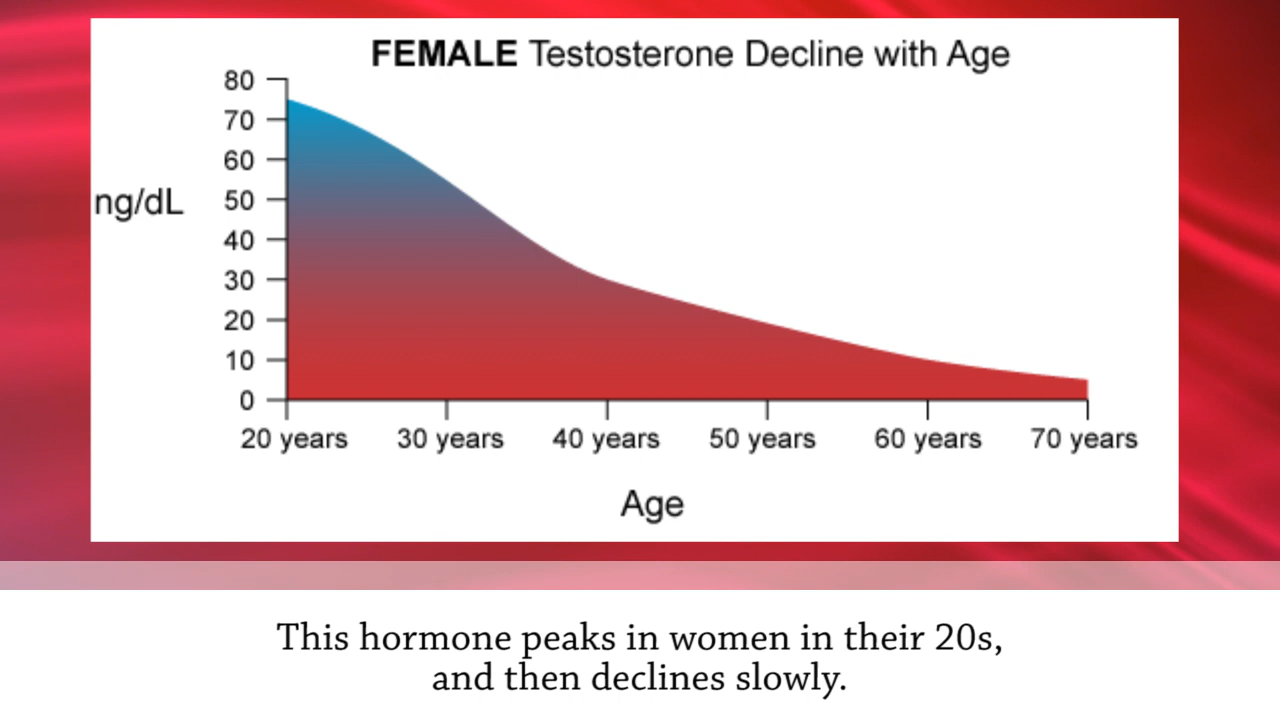 FEMALE Testosterone Decline with Age
80
70
60
ng/dL
50
40
30
20
10
0
20 years 30 years 40 years 50 years 60 years 70 years
Age
This hormone peaks in women in their 20s,
and then declines slowly.